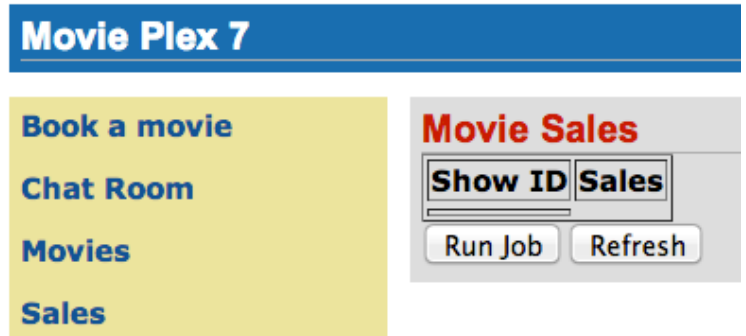 Movie Plex 7
Book a movie
Chat Room
Movies
Sales
Movie Sales
Show ID Sales
Run Job Refresh